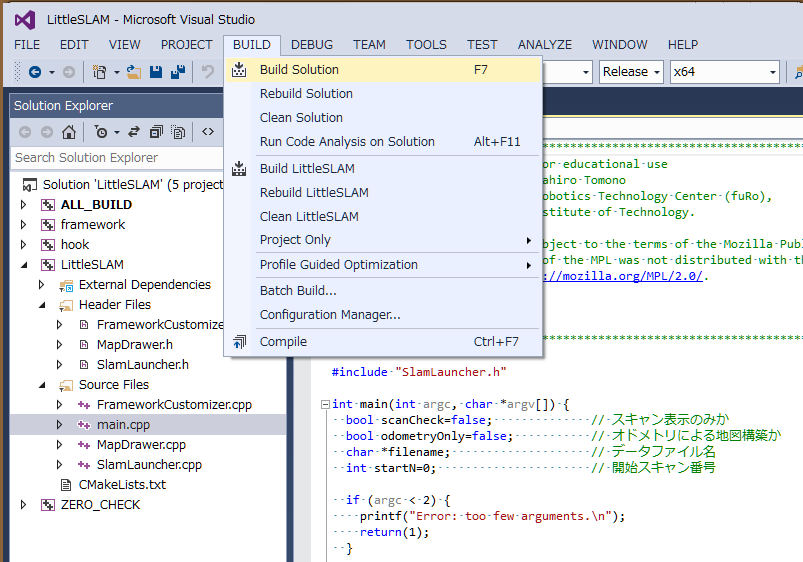 LittleSLAM - Microsoft Visual Studio
FILE EDIT VIEW PROJECT BUILD DEBUG TEAM TOOLS TEST ANALYZE WINDOW HELP
Release x64
Build Solution F7
Rebuild Solution
Clean Solution
Run Code Analysis on Solution Alt+F11
Build LittleSLAM
Rebuild LittleSLAM
Clean LittleSLAM
Project Only
Profile Guided Optimization
Batch Build...
Configuration Manager...
Compile Ctrl+F7
Solution Explorer
Search Solution Explorer
Solution 'LittleSLAM' (5 project
ALL_BUILD
framework
hook
LittleSLAM
External Dependencies
Header Files
FrameworkCustomize
MapDrawer.h
SlamLauncher.h
Source Files
FrameworkCustomizer.cpp
main.cpp
MapDrawer.cpp
SlamLauncher.cpp
CMakeLists.txt
ZERO_CHECK
or educational use
ahiro Tomono
obotics Technology Center (fuRo),
stitute of Technology.
bject to the terms of the Mozilla Publ
of the MPL was not distributed with th
://mozilla.org/MPL/2.0/.
#include "SlamLauncher.h"
int main(int argc, char *argv[]) {
bool scanCheck=false; // スキャン表示のみか
bool odometryOnly=false; // オドメトリによる地図構築か
char *filename; // データファイル名
int startN=0; // 開始スキャン番号
if (argc < 2) {
printf("Error: too few arguments.\n");
return(1);
}